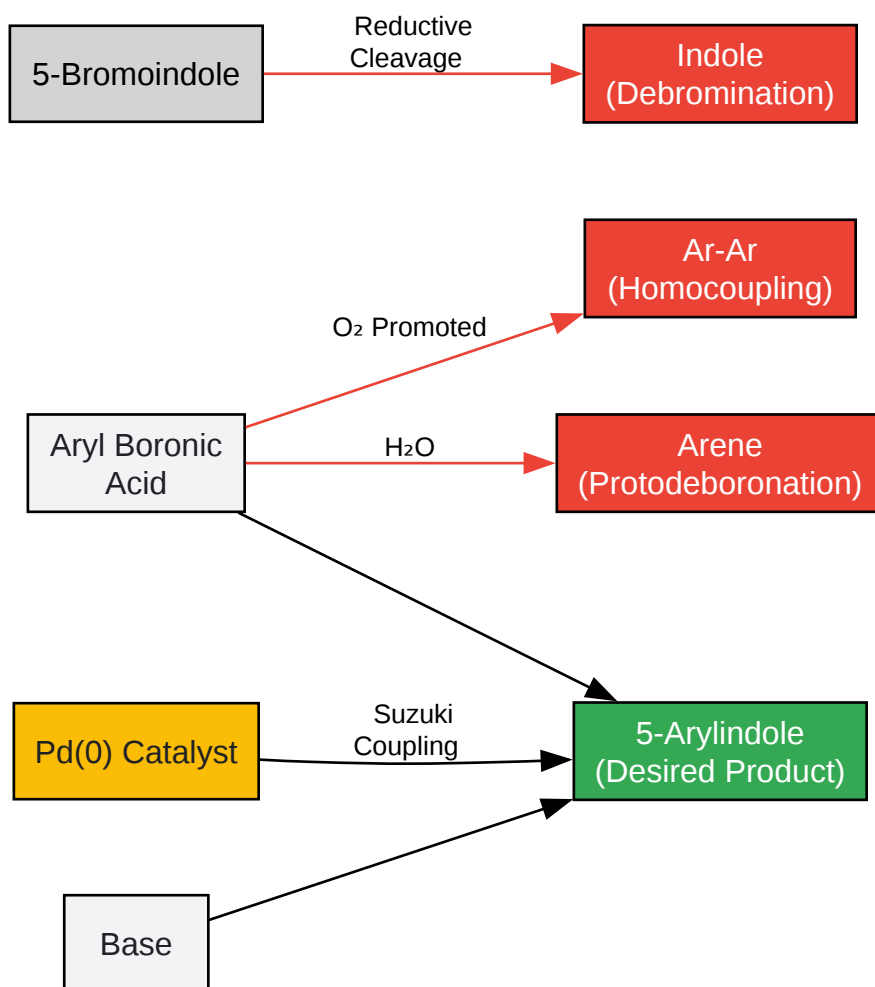 5-Bromoindole
Reductive
Cleavage
Indole
(Debromination)
Ar-Ar
(Homocoupling)
O₂ Promoted
Aryl Boronic
Acid
H₂O
Arene
(Protodeboronation)
Pd(0) Catalyst
Suzuki
Coupling
5-Arylindole
(Desired Product)
Base